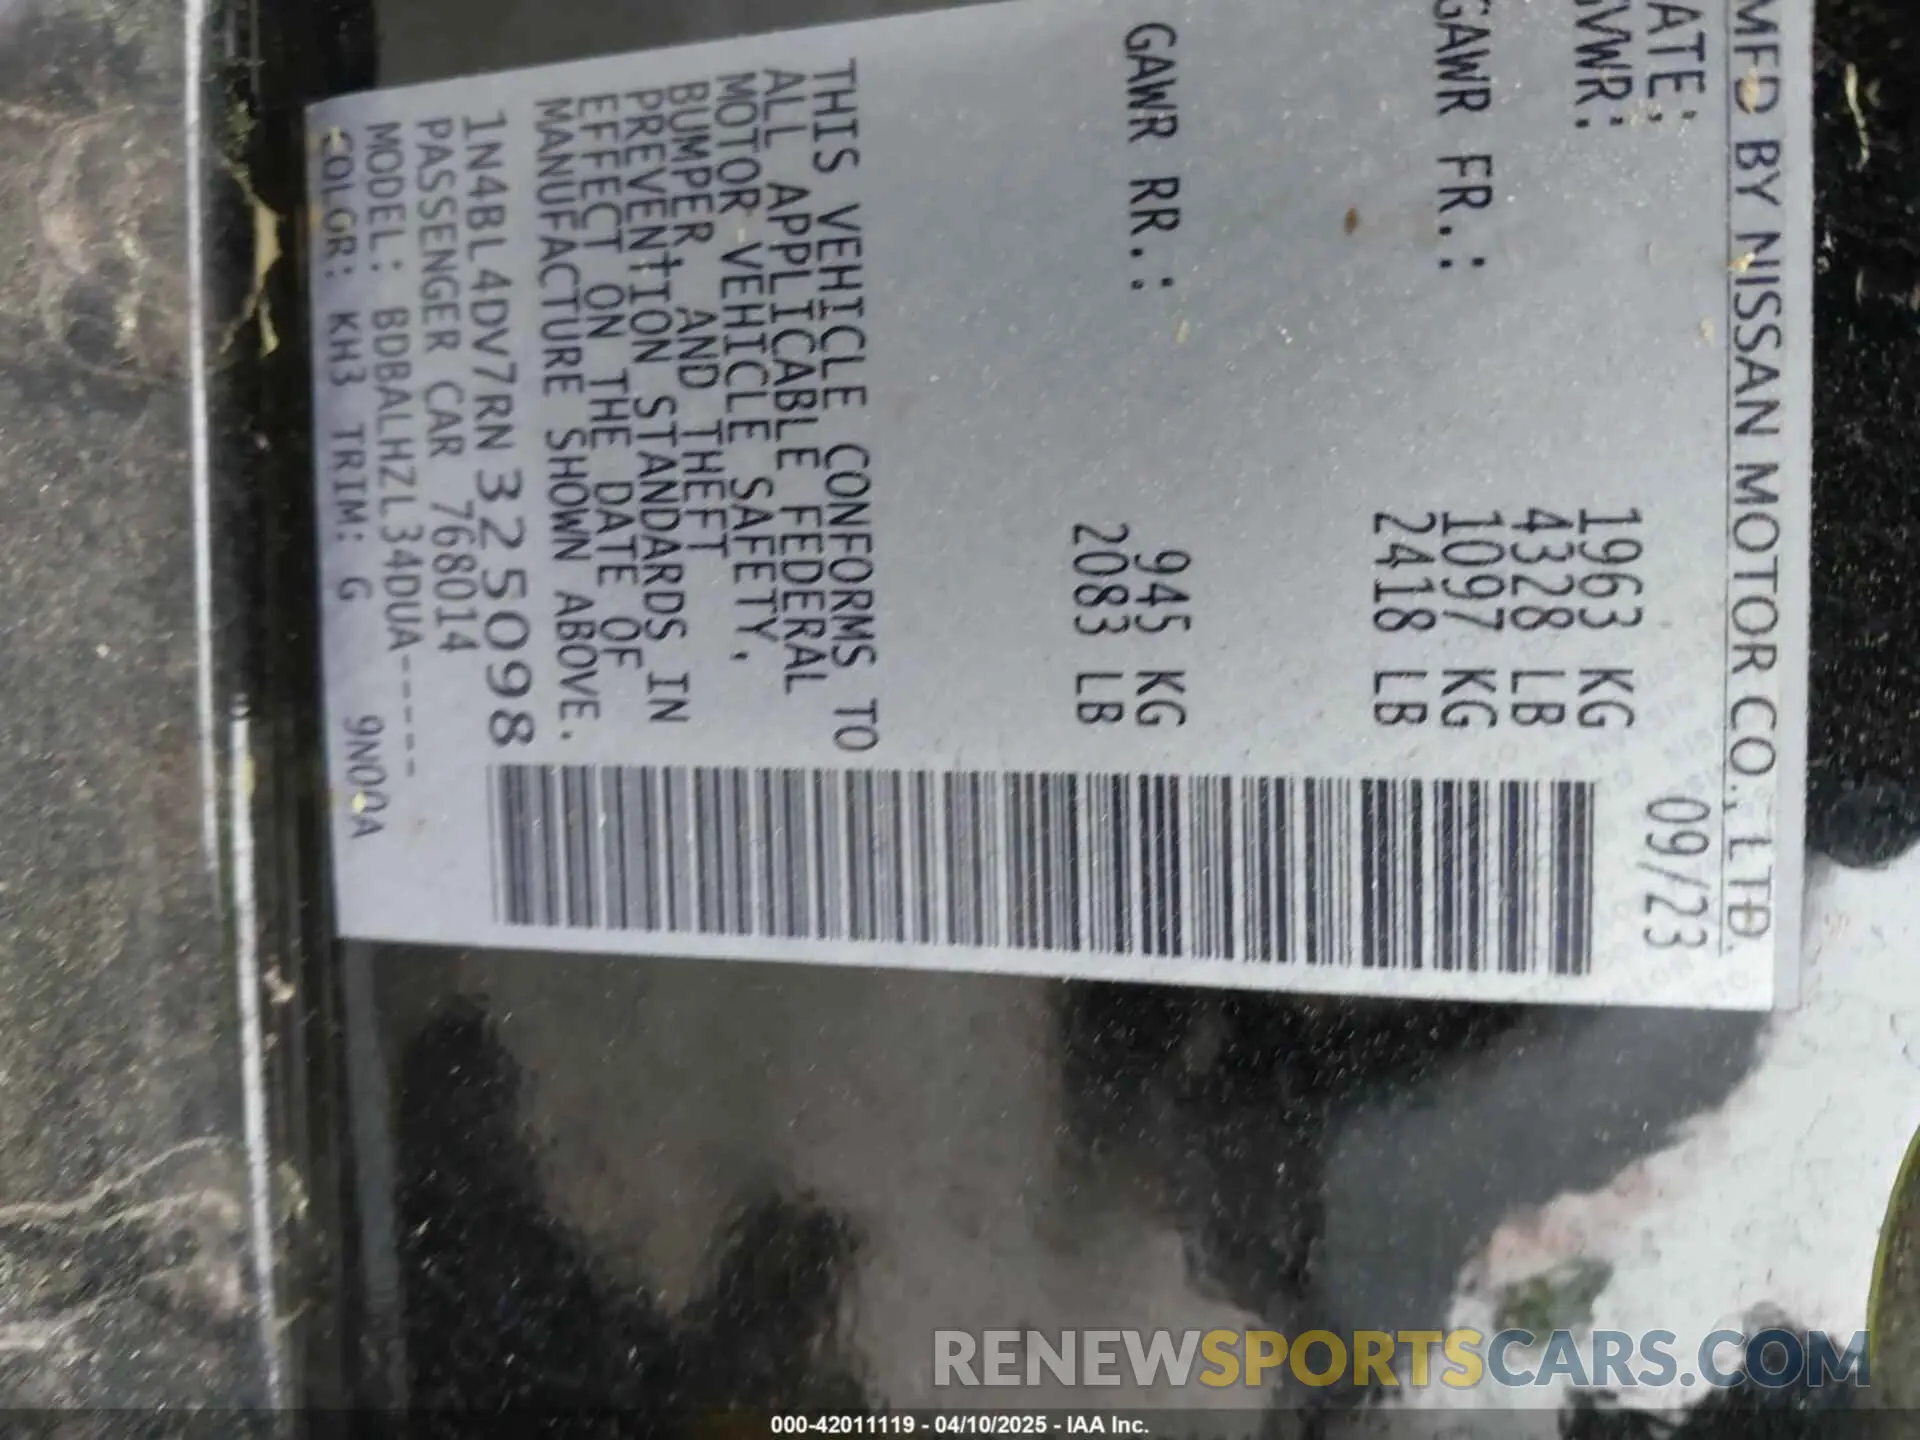 MFD BY NISSAN MOTOR CO., LTD.
ATE: 09/23
GVWR: 1963 KG
4328 LB
GAWR FR.: 1097 KG
2418 LB
GAWR RR.: 945 KG
2083 LB
THIS VEHICLE CONFORMS TO
ALL APPLICABLE FEDERAL
MOTOR VEHICLE SAFETY,
BUMPER, AND THEFT
PREVENTION STANDARDS IN
EFFECT ON THE DATE OF
MANUFACTURE SHOWN ABOVE.
1N4BL4DV7RN325098
PASSENGER CAR 768014
MODEL: BDBALHZL34DUA-----
COLOR: KH3 TRIM: G 9N00A
RENEWSPORTSCARS.COM
000-42011119 - 04/10/2025 - IAA Inc.